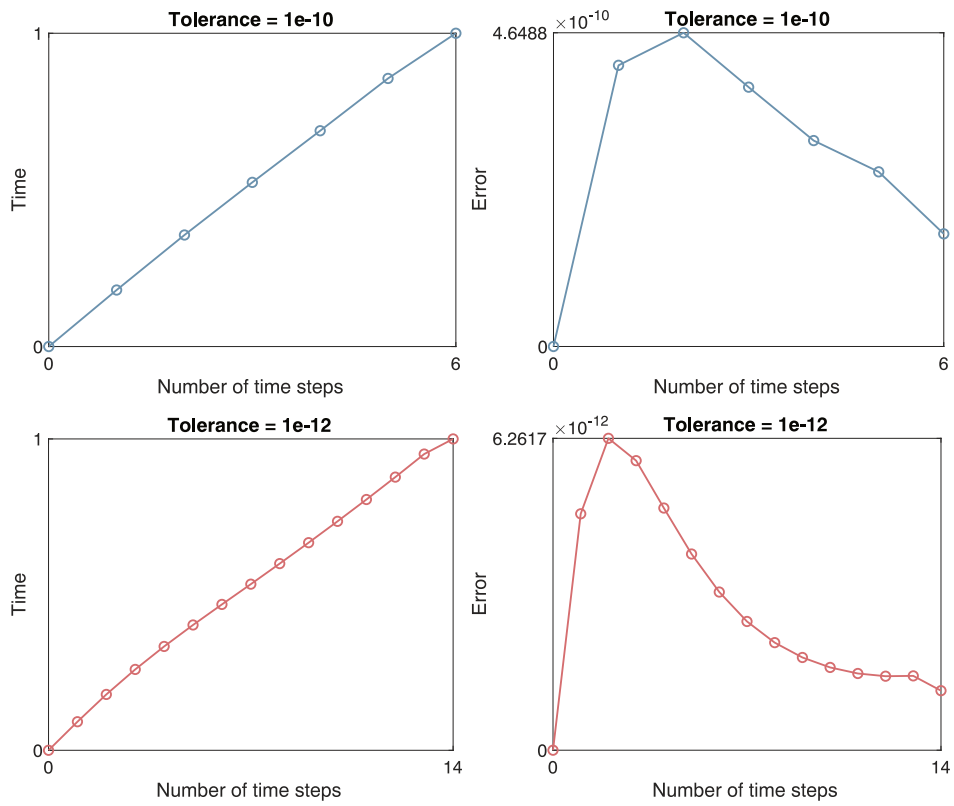 Tolerance = 1e-10
1
Time
0
0
6
Number of time steps
Tolerance = 1e-10
4.6488 ×10⁻¹⁰
Error
0
0
6
Number of time steps
Tolerance = 1e-12
1
Time
0
0
14
Number of time steps
Tolerance = 1e-12
6.2617 ×10⁻¹²
Error
0
0
14
Number of time steps